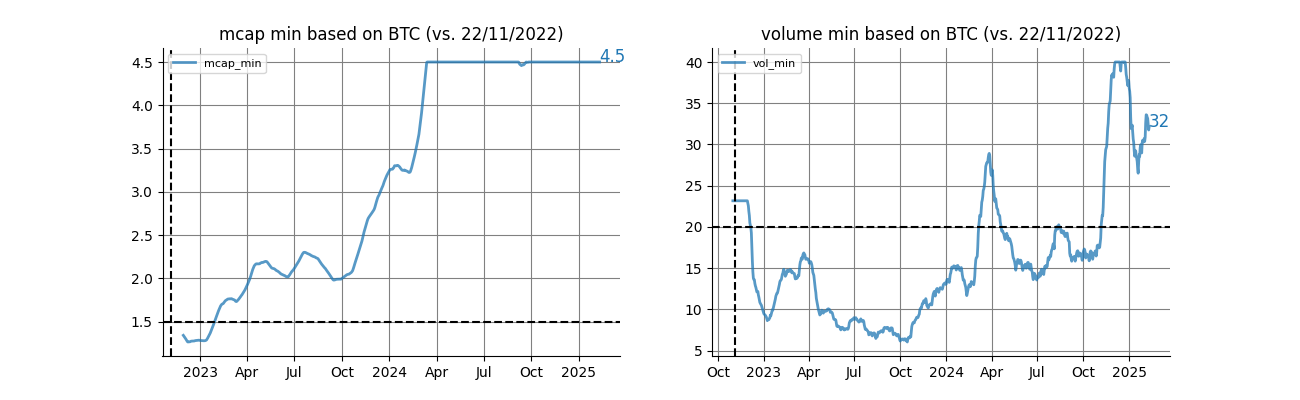 mcap min based on BTC (vs. 22/11/2022)
mcap_min
4.5
4.5
4.0
3.5
3.0
2.5
2.0
1.5
2023 Apr Jul Oct 2024 Apr Jul Oct 2025
volume min based on BTC (vs. 22/11/2022)
vol_min
32
40
35
30
25
20
15
10
5
Oct 2023 Apr Jul Oct 2024 Apr Jul Oct 2025